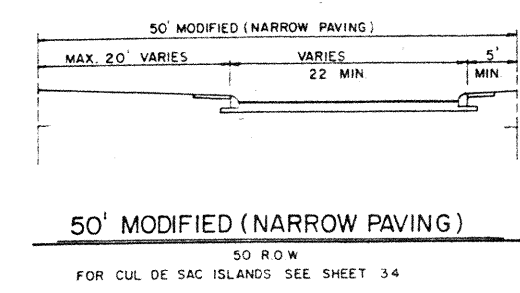 50' MODIFIED (NARROW PAVING)
MAX. 20' VARIES VARIES 5'
22 MIN. MIN.
50' MODIFIED (NARROW PAVING)
50 R.O.W
FOR CUL DE SAC ISLANDS SEE SHEET 34